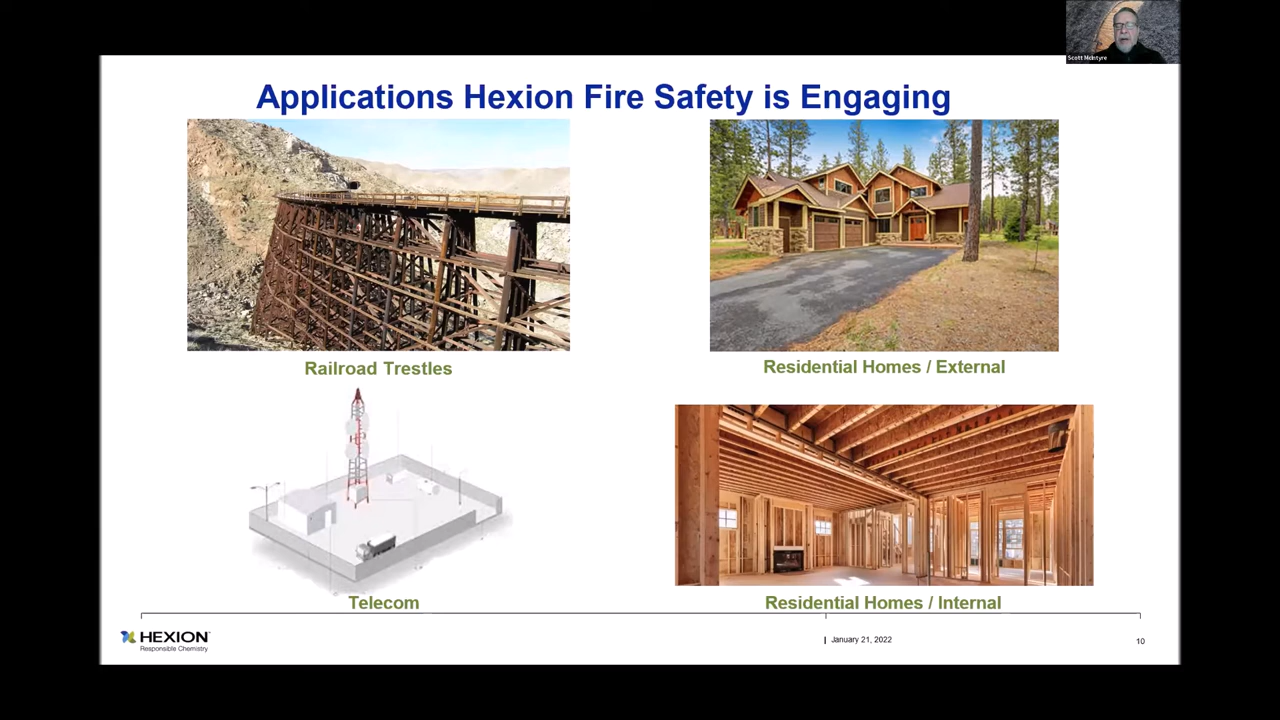 Scott McIntyre
Applications Hexion Fire Safety is Engaging
Railroad Trestles
Residential Homes / External
Telecom
Residential Homes / Internal
HEXION
Responsible Chemistry
January 21, 2022
10